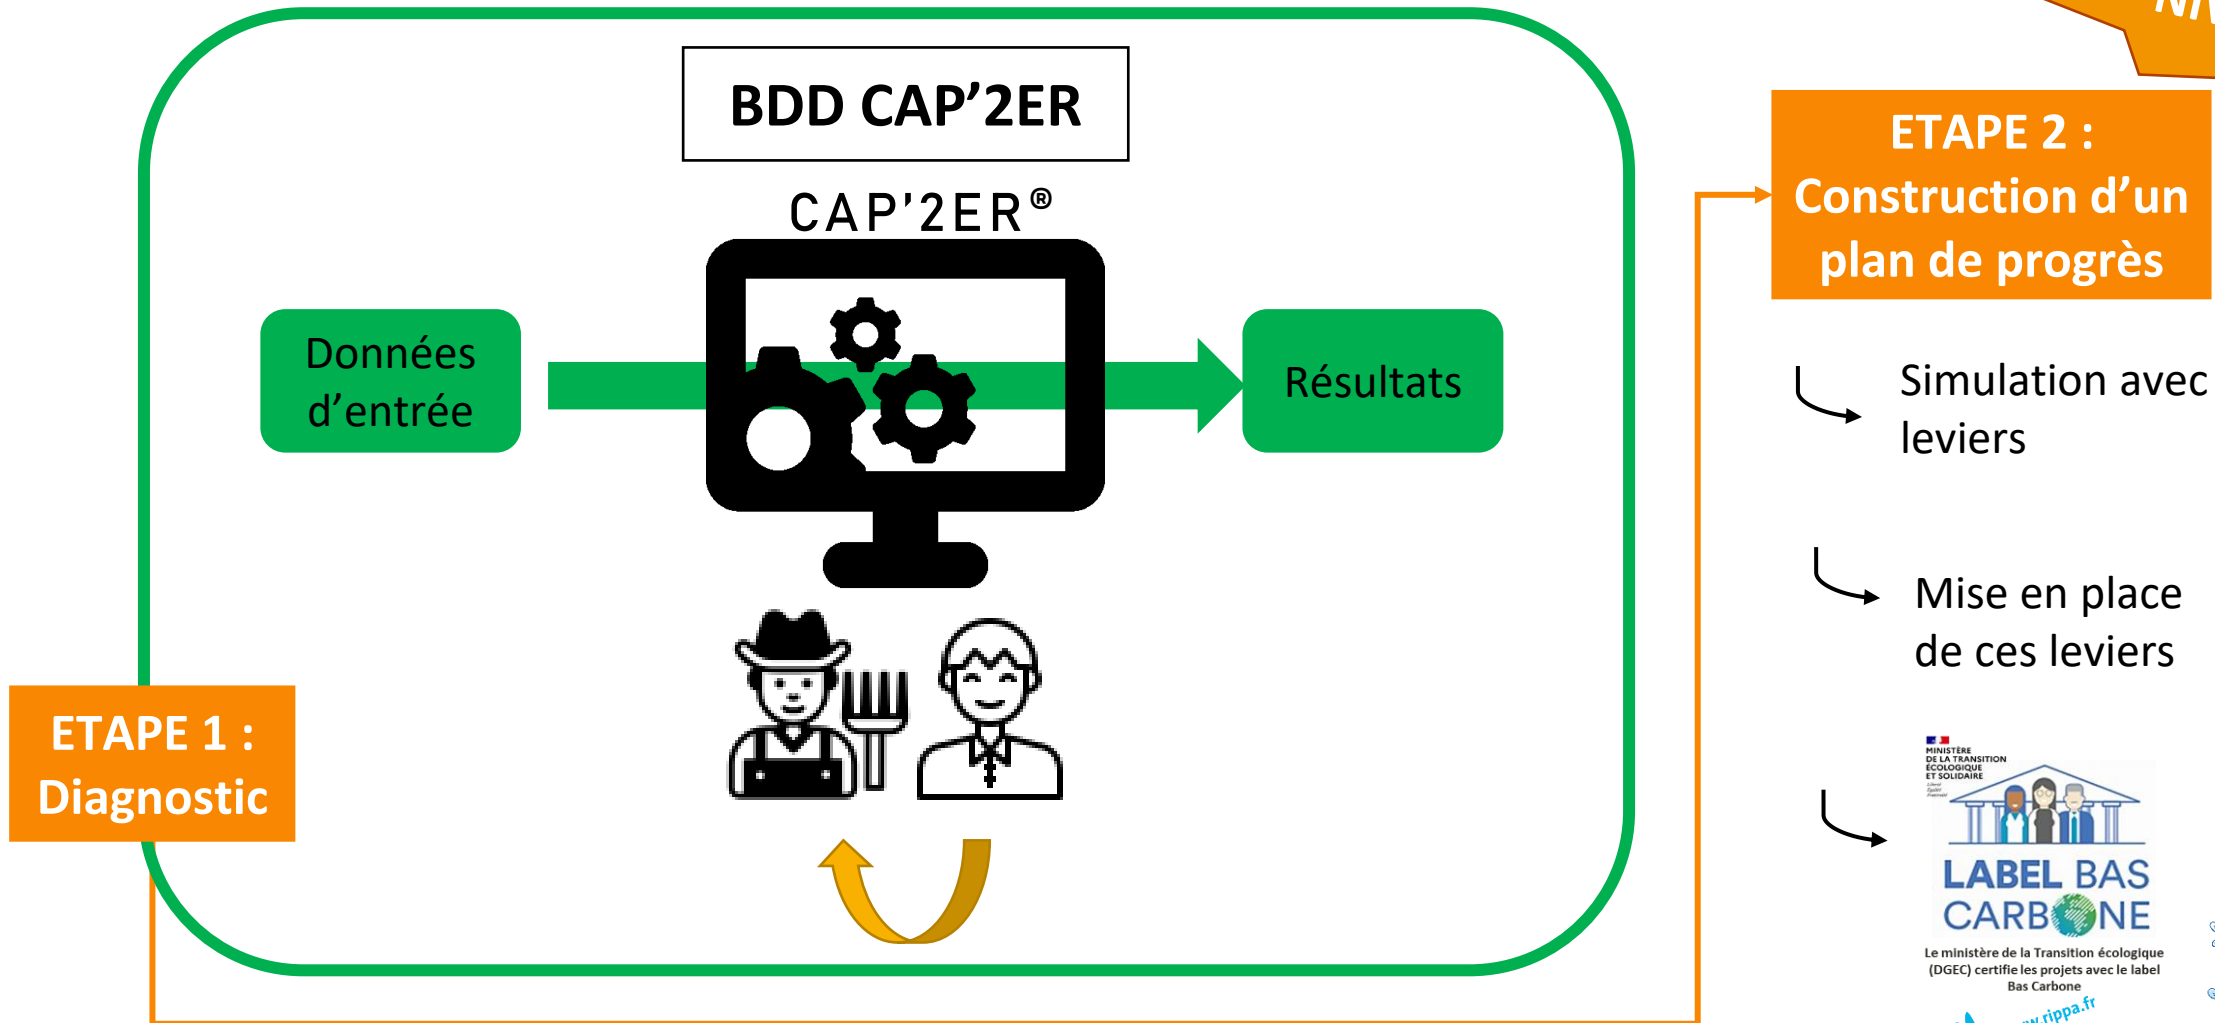 BDD CAP’2ER
CAP'2ER®
Données
d’entrée
Résultats
ETAPE 1 :
Diagnostic
ETAPE 2 :
Construction d’un
plan de progrès
Simulation avec
leviers
Mise en place
de ces leviers
MINISTÈRE
DE LA TRANSITION
ÉCOLOGIQUE
ET SOLIDAIRE
LABEL BAS
CARBONE
Le ministère de la Transition écologique
(DGEC) certifie les projets avec le label
Bas Carbone